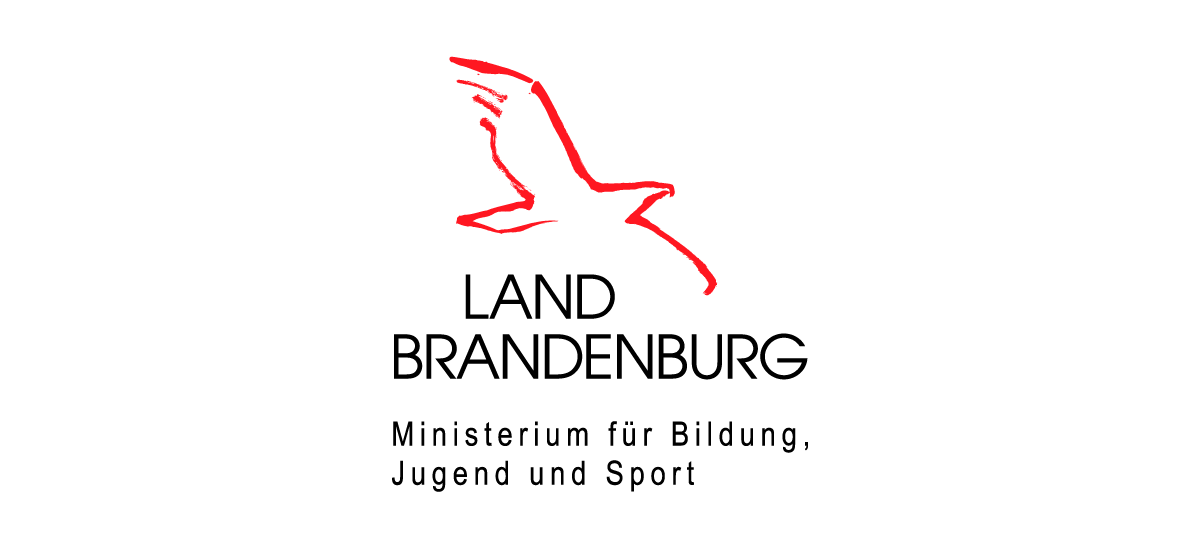 LAND
BRANDENBURG
Ministerium für Bildung,
Jugend und Sport